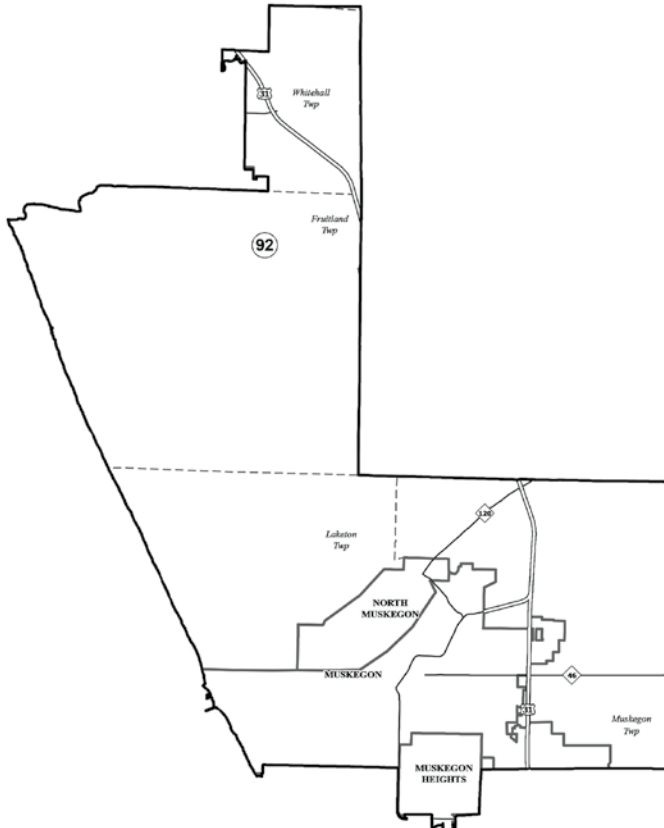 31
Whitehall
Twp
Fruitland
Twp
92
120
Laketon
Twp
NORTH
MUSKEGON
MUSKEGON
46
31
Muskegon
Twp
MUSKEGON
HEIGHTS